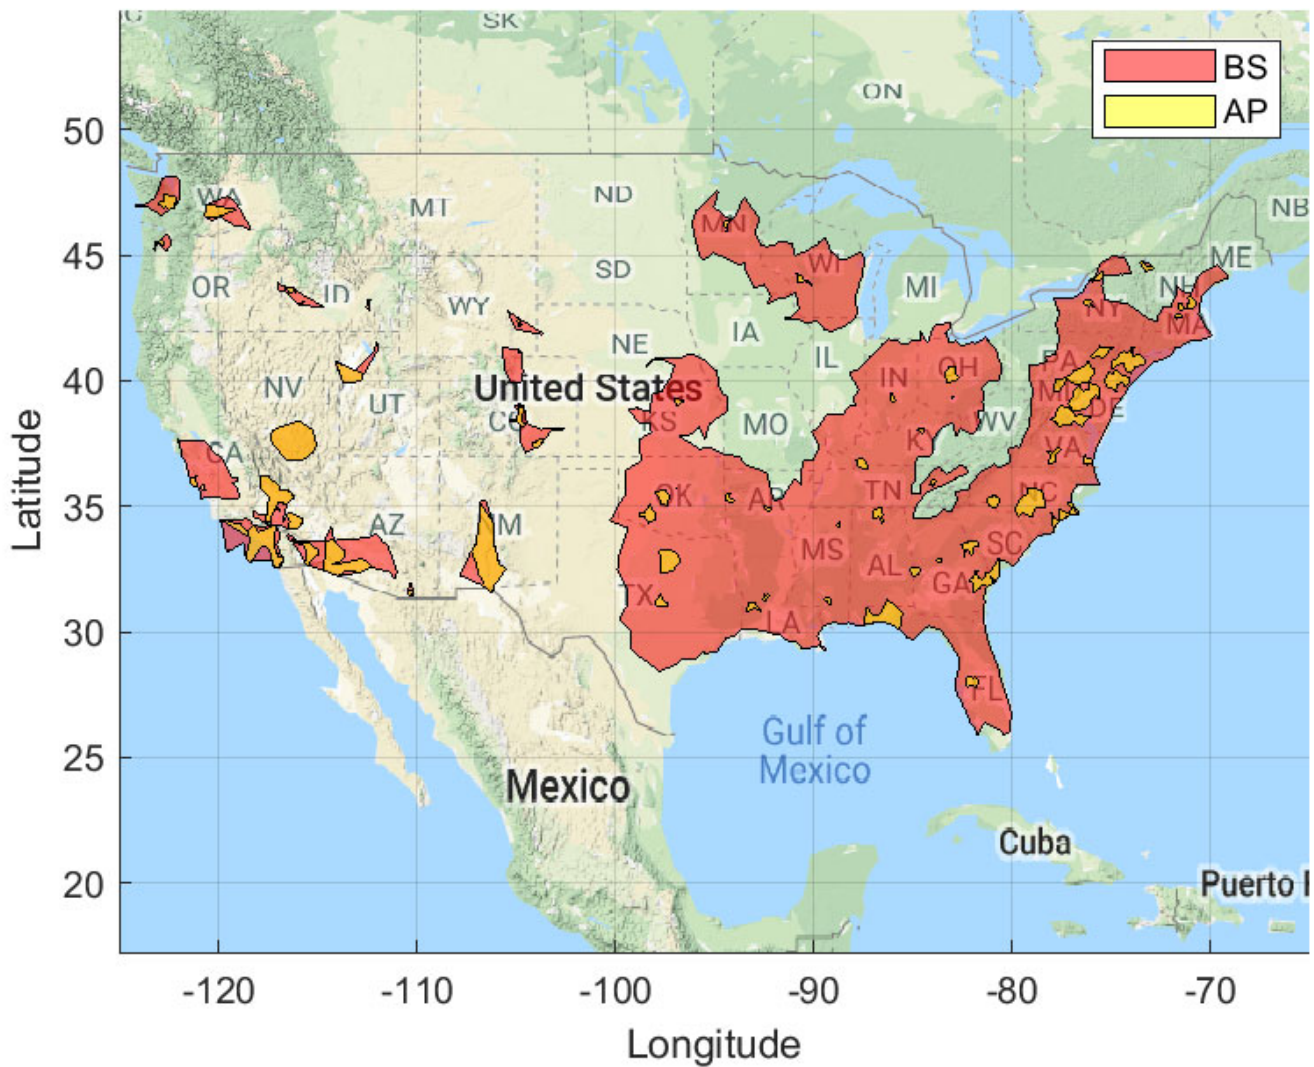 SK
BS
AP
ON
50
WA
MT
ND
NB
45
MN
ME
OR
ID
SD
WI
MI
NH
WY
NY
MA
IA
NE
40
NV
United States
IL
IN
OH
PA
UT
CO
KS
MO
WV
DE
KY
VA
CA
35
AZ
OK
AR
TN
NC
MS
AL
SC
GA
TX
LA
30
FL
25
Gulf of
Mexico
Mexico
Cuba
20
Puerto
-120
-110
-100
-90
-80
-70
Latitude
Longitude